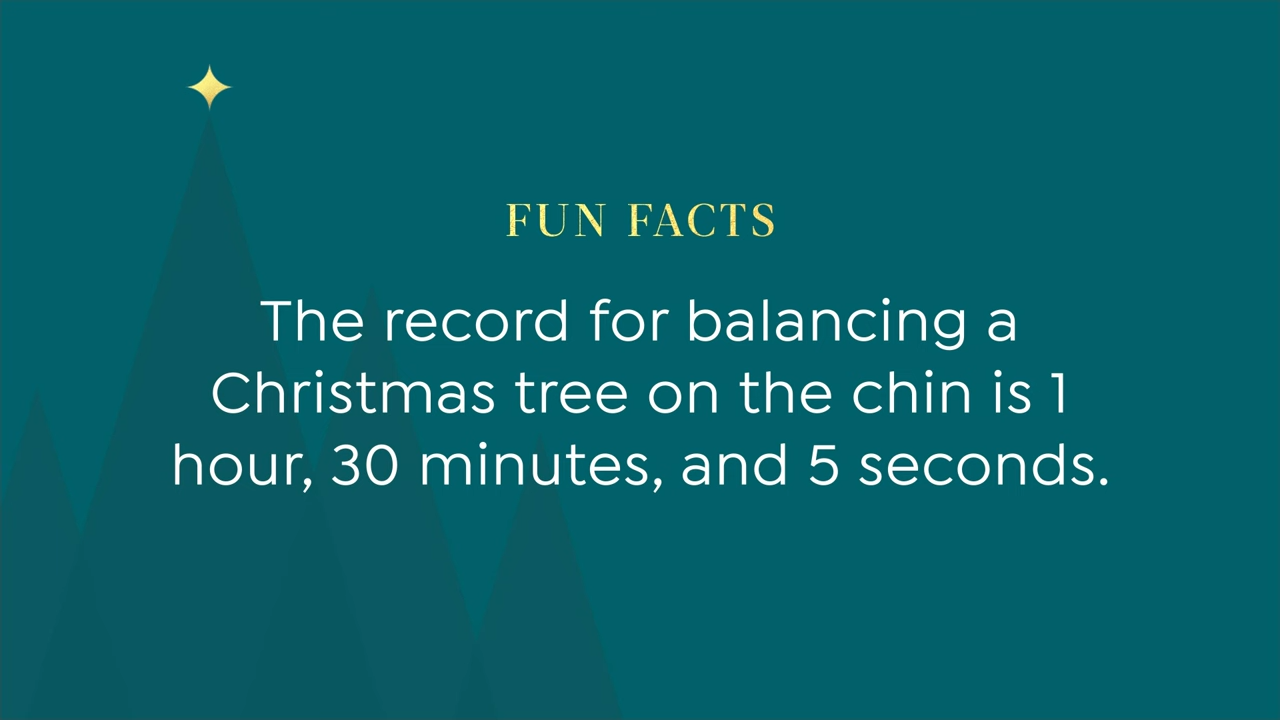 FUN FACTS
The record for balancing a
Christmas tree on the chin is 1
hour, 30 minutes, and 5 seconds.